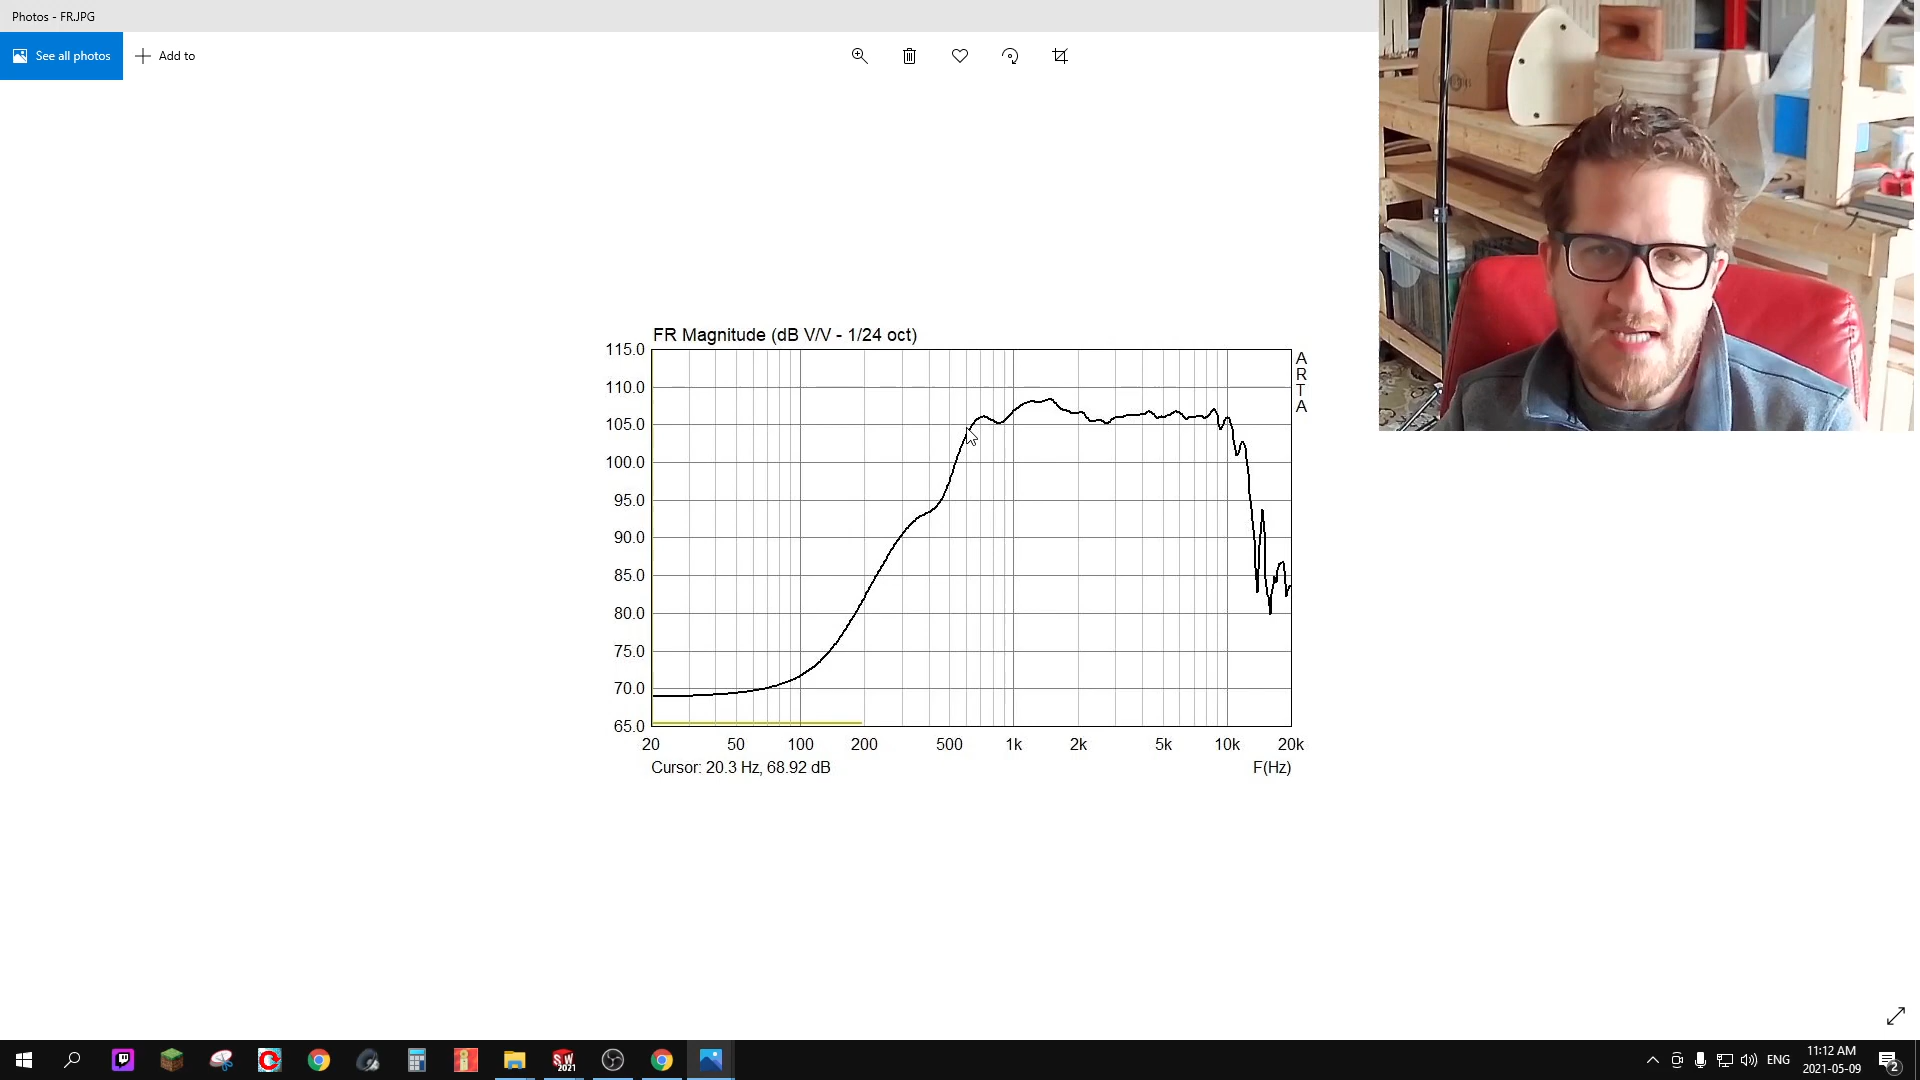 Photos - FR.JPG
See all photos
Add to
FR Magnitude (dB V/V - 1/24 oct)
115.0
110.0
105.0
100.0
95.0
90.0
85.0
80.0
75.0
70.0
65.0
A
R
T
A
20 50 100 200 500 1k 2k 5k 10k 20k
Cursor: 20.3 Hz, 68.92 dB F(Hz)
SW
2021
ENG
11:12 AM
2021-05-09
2